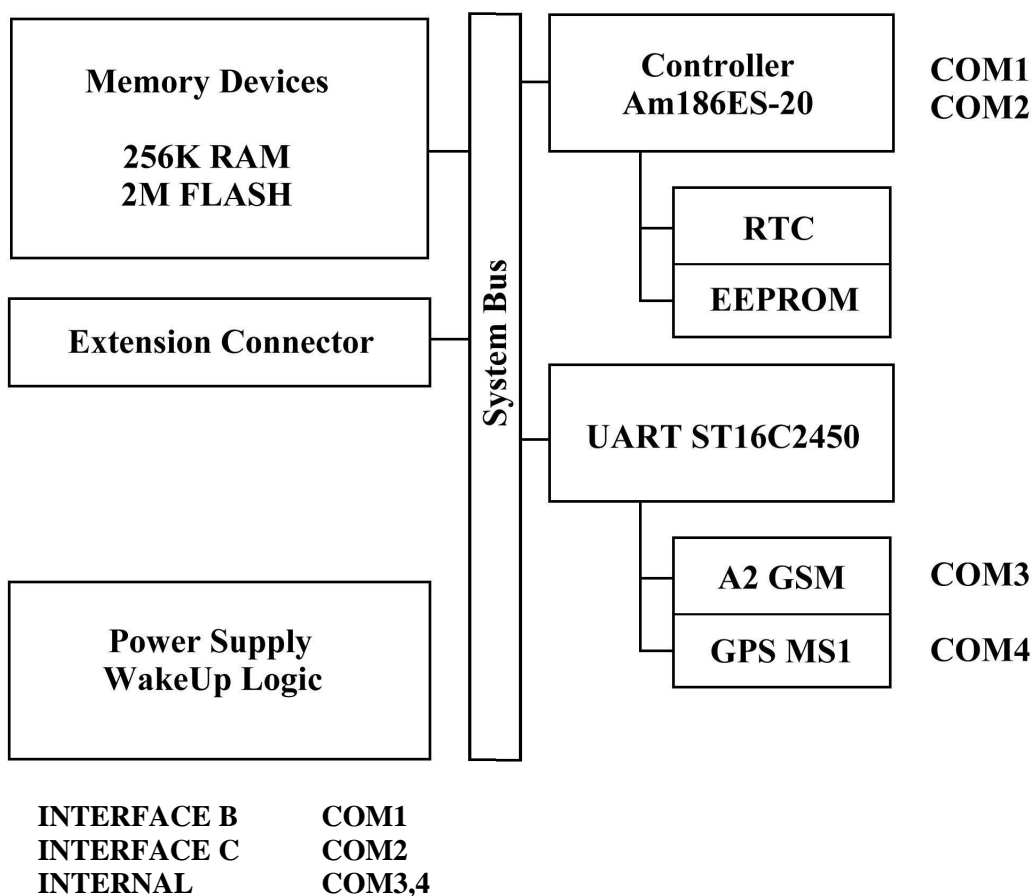 Memory Devices
256K RAM
2M FLASH
Extension Connector
Power Supply
WakeUp Logic
System Bus
Controller
Am186ES-20
COM1
COM2
RTC
EEPROM
UART ST16C2450
A2 GSM
COM3
GPS MS1
COM4
INTERFACE B COM1
INTERFACE C COM2
INTERNAL COM3,4